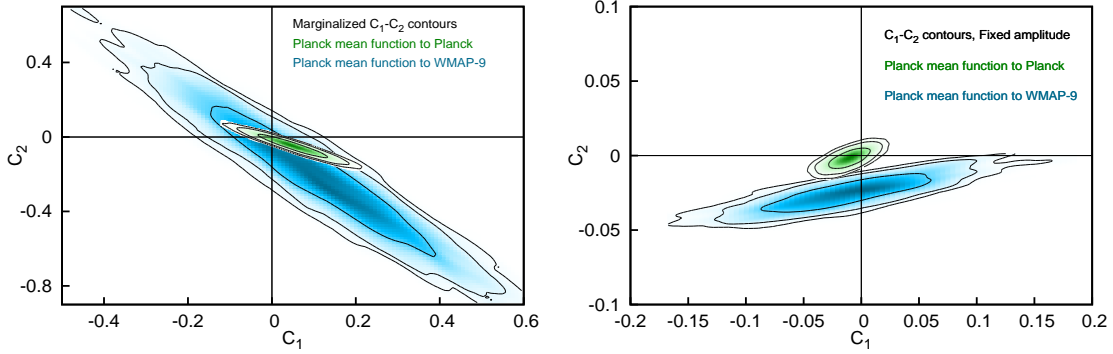 Marginalized C1-C2 contours
Planck mean function to Planck
Planck mean function to WMAP-9
C2
0.4
0
-0.4
-0.8
-0.4
-0.2
0
0.2
0.4
0.6
C1
C1-C2 contours, Fixed amplitude
Planck mean function to Planck
Planck mean function to WMAP-9
C2
0.1
0.05
0
-0.05
-0.1
-0.2
-0.15
-0.1
-0.05
0
0.05
0.1
0.15
0.2
C1